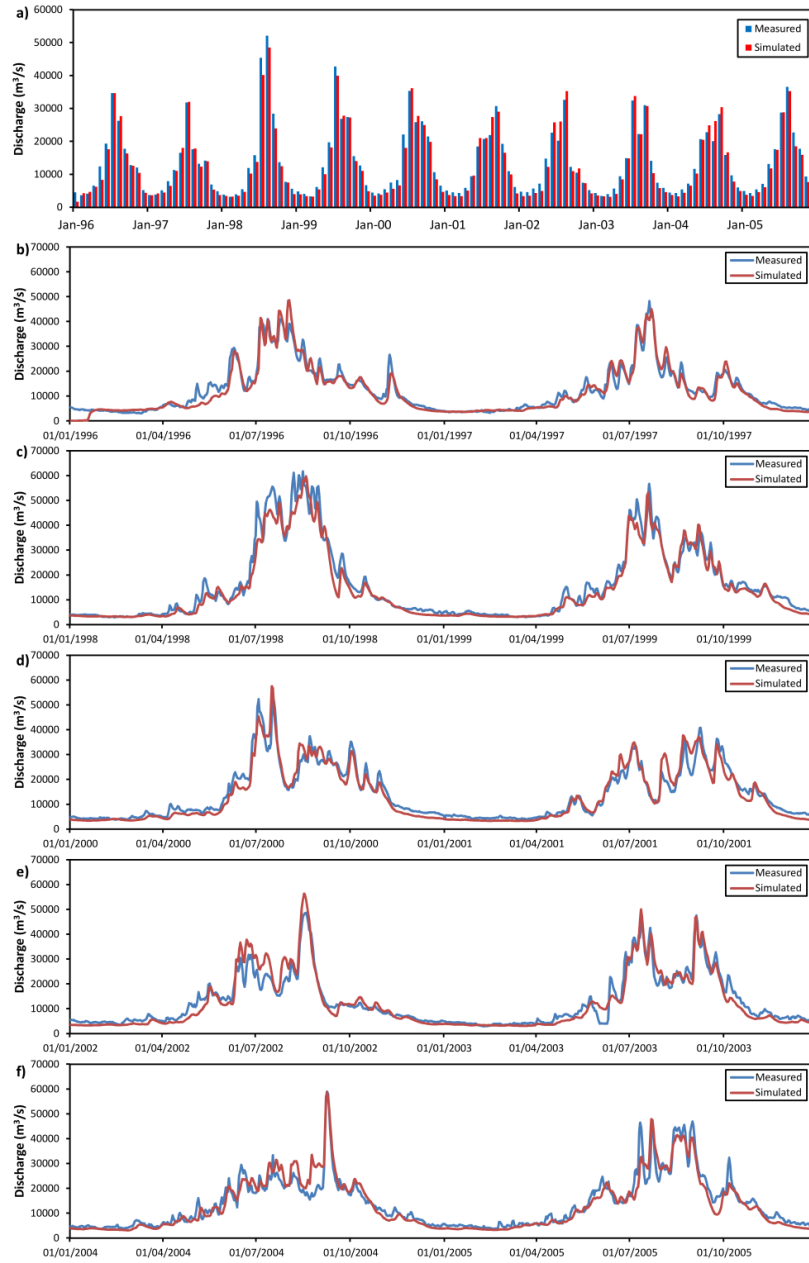 a)
Discharge (m³/s)
60000
50000
40000
30000
20000
10000
0
Measured
Simulated
Jan-96 Jan-97 Jan-98 Jan-99 Jan-00 Jan-01 Jan-02 Jan-03 Jan-04 Jan-05
b)
Discharge (m³/s)
70000
60000
50000
40000
30000
20000
10000
0
Measured
Simulated
01/01/1996 01/04/1996 01/07/1996 01/10/1996 01/01/1997 01/04/1997 01/07/1997 01/10/1997
c)
Discharge (m³/s)
70000
60000
50000
40000
30000
20000
10000
0
Measured
Simulated
01/01/1998 01/04/1998 01/07/1998 01/10/1998 01/01/1999 01/04/1999 01/07/1999 01/10/1999
d)
Discharge (m³/s)
70000
60000
50000
40000
30000
20000
10000
0
Measured
Simulated
01/01/2000 01/04/2000 01/07/2000 01/10/2000 01/01/2001 01/04/2001 01/07/2001 01/10/2001
e)
Discharge (m³/s)
70000
60000
50000
40000
30000
20000
10000
0
Measured
Simulated
01/01/2002 01/04/2002 01/07/2002 01/10/2002 01/01/2003 01/04/2003 01/07/2003 01/10/2003
f)
Discharge (m³/s)
70000
60000
50000
40000
30000
20000
10000
0
Measured
Simulated
01/01/2004 01/04/2004 01/07/2004 01/10/2004 01/01/2005 01/04/2005 01/07/2005 01/10/2005